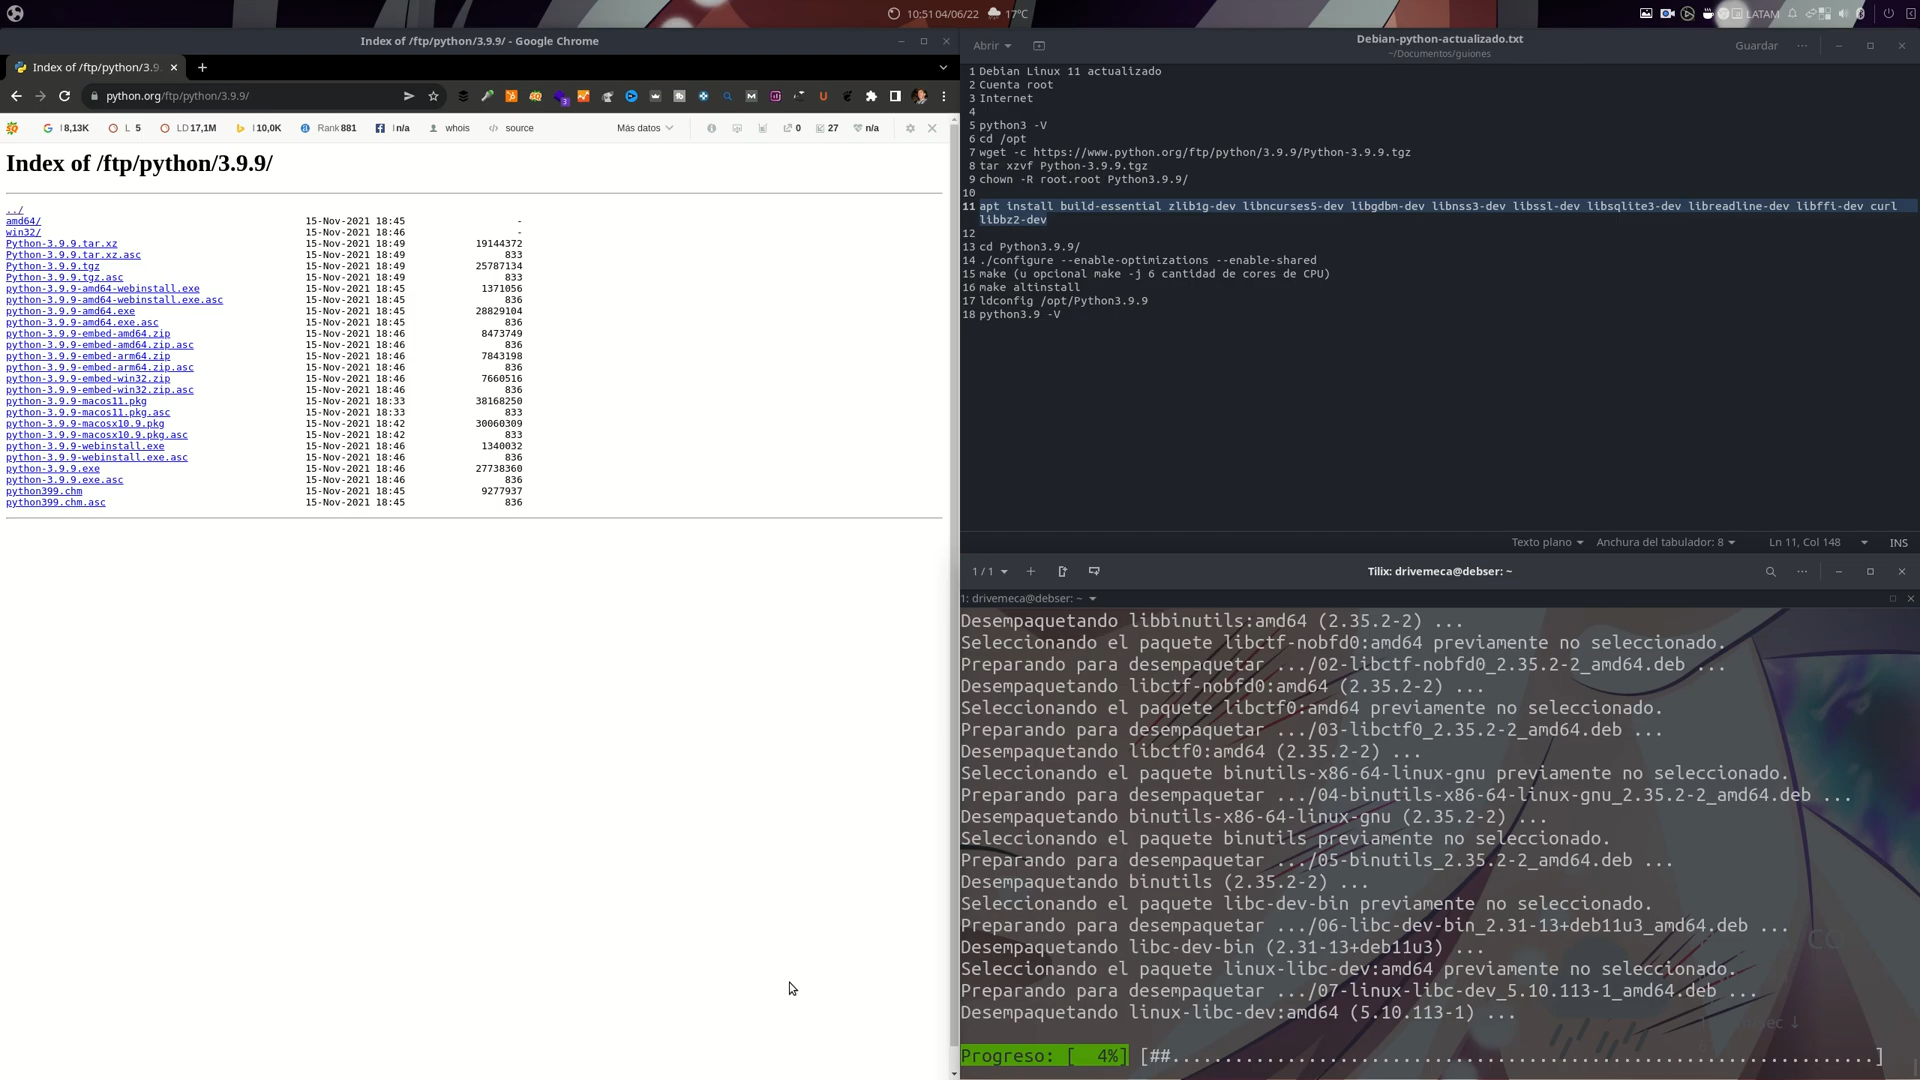 10:51 04/06/22 17°C
LATAM
Index of /ftp/python/3.9.9/ - Google Chrome
Index of /ftp/python/3.9
python.org/ftp/python/3.9.9/
3
I 8,13K L 5 LD 17,1M I 10,0K Rank 881 I n/a whois source Más datos 0 27 n/a
Index of /ftp/python/3.9.9/
../
amd64/ 15-Nov-2021 18:45 -
win32/ 15-Nov-2021 18:46 -
Python-3.9.9.tar.xz 15-Nov-2021 18:49 19144372
Python-3.9.9.tar.xz.asc 15-Nov-2021 18:49 833
Python-3.9.9.tgz 15-Nov-2021 18:49 25787134
Python-3.9.9.tgz.asc 15-Nov-2021 18:49 833
python-3.9.9-amd64-webinstall.exe 15-Nov-2021 18:45 1371056
python-3.9.9-amd64-webinstall.exe.asc 15-Nov-2021 18:45 836
python-3.9.9-amd64.exe 15-Nov-2021 18:45 28829104
python-3.9.9-amd64.exe.asc 15-Nov-2021 18:45 836
python-3.9.9-embed-amd64.zip 15-Nov-2021 18:46 8473749
python-3.9.9-embed-amd64.zip.asc 15-Nov-2021 18:46 836
python-3.9.9-embed-arm64.zip 15-Nov-2021 18:46 7843198
python-3.9.9-embed-arm64.zip.asc 15-Nov-2021 18:46 836
python-3.9.9-embed-win32.zip 15-Nov-2021 18:46 7660516
python-3.9.9-embed-win32.zip.asc 15-Nov-2021 18:46 836
python-3.9.9-macos11.pkg 15-Nov-2021 18:33 38168250
python-3.9.9-macos11.pkg.asc 15-Nov-2021 18:33 833
python-3.9.9-macosx10.9.pkg 15-Nov-2021 18:42 30060309
python-3.9.9-macosx10.9.pkg.asc 15-Nov-2021 18:42 833
python-3.9.9-webinstall.exe 15-Nov-2021 18:46 1340032
python-3.9.9-webinstall.exe.asc 15-Nov-2021 18:46 836
python-3.9.9.exe 15-Nov-2021 18:46 27738360
python-3.9.9.exe.asc 15-Nov-2021 18:46 836
python399.chm 15-Nov-2021 18:45 9277937
python399.chm.asc 15-Nov-2021 18:45 836
Abrir Debian-python-actualizado.txt Guardar
~/Documentos/guiones
1 Debian Linux 11 actualizado
2 Cuenta root
3 Internet
4
5 python3 -V
6 cd /opt
7 wget -c https://www.python.org/ftp/python/3.9.9/Python-3.9.9.tgz
8 tar xzvf Python-3.9.9.tgz
9 chown -R root.root Python3.9.9/
10
11 apt install build-essential zlib1g-dev libncurses5-dev libgdbm-dev libnss3-dev libssl-dev libsqlite3-dev libreadline-dev libffi-dev curl
libbz2-dev
12
13 cd Python3.9.9/
14 ./configure --enable-optimizations --enable-shared
15 make (u opcional make -j 6 cantidad de cores de CPU)
16 make altinstall
17 ldconfig /opt/Python3.9.9
18 python3.9 -V
Texto plano Anchura del tabulador: 8 Ln 11, Col 148 INS
1 / 1 Tilix: drivemeca@debser: ~
1: drivemeca@debser: ~
Desempaquetando libbinutils:amd64 (2.35.2-2) ...
Seleccionando el paquete libctf-nobfd0:amd64 previamente no seleccionado.
Preparando para desempaquetar .../02-libctf-nobfd0_2.35.2-2_amd64.deb ...
Desempaquetando libctf-nobfd0:amd64 (2.35.2-2) ...
Seleccionando el paquete libctf0:amd64 previamente no seleccionado.
Preparando para desempaquetar .../03-libctf0_2.35.2-2_amd64.deb ...
Desempaquetando libctf0:amd64 (2.35.2-2) ...
Seleccionando el paquete binutils-x86-64-linux-gnu previamente no seleccionado.
Preparando para desempaquetar .../04-binutils-x86-64-linux-gnu_2.35.2-2_amd64.deb ...
Desempaquetando binutils-x86-64-linux-gnu (2.35.2-2) ...
Seleccionando el paquete binutils previamente no seleccionado.
Preparando para desempaquetar .../05-binutils_2.35.2-2_amd64.deb ...
Desempaquetando binutils (2.35.2-2) ...
Seleccionando el paquete libc-dev-bin previamente no seleccionado.
Preparando para desempaquetar .../06-libc-dev-bin_2.31-13+deb11u3_amd64.deb ...
Desempaquetando libc-dev-bin (2.31-13+deb11u3) ...
Seleccionando el paquete linux-libc-dev:amd64 previamente no seleccionado.
Preparando para desempaquetar .../07-linux-libc-dev_5.10.113-1_amd64.deb ...
Desempaquetando linux-libc-dev:amd64 (5.10.113-1) ...
Progreso: [  4%] [##..................................................................]